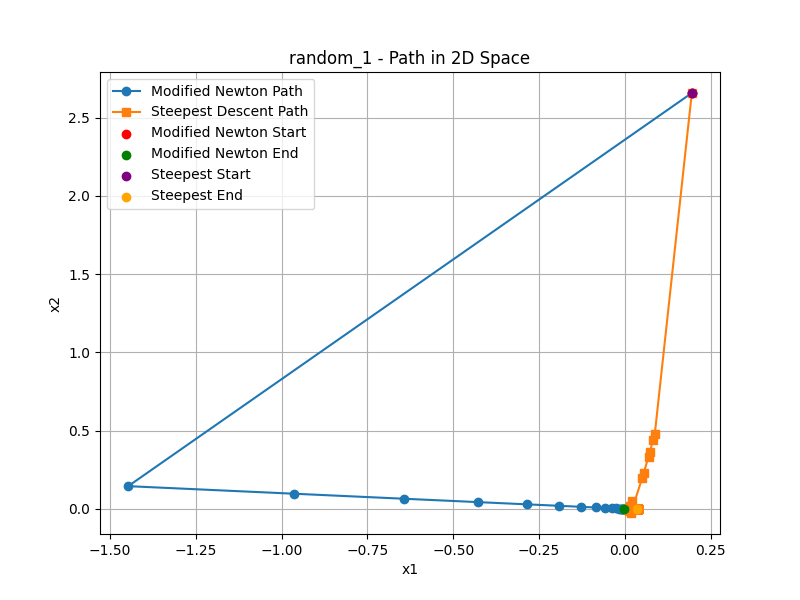 random_1 - Path in 2D Space
Modified Newton Path
Steepest Descent Path
Modified Newton Start
Modified Newton End
Steepest Start
Steepest End
x2
2.5
2.0
1.5
1.0
0.5
0.0
−1.50 −1.25 −1.00 −0.75 −0.50 −0.25 0.00 0.25
x1